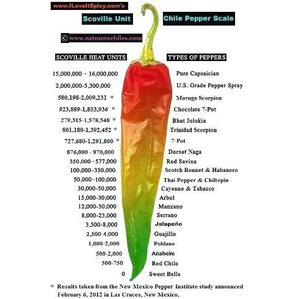 www.ILoveItSpicy.com's
Scoville Unit Chile Pepper Scale
© www.eatmorechiles.com
SCOVILLE HEAT UNITS TYPES OF PEPPERS
15,000,000 - 16,000,000 Pure Capsaician
2,000,000-5,300,000 U.S. Grade Pepper Spray
580,198-2,009,231 * Moruga Scorpion
923,889-1,853,936 * Chocolate 7-Pot
279,315-1,578,548 * Bhut Jolokia
801,180-1,392,452 * Trinidad Scorpion
727,680-1,291,800 * 7-Pot
876,000 - 970,000 Dorset Naga
350,000 - 577,000 Red Savina
100,000-350,000 Scotch Bonnet & Habanero
50,000-100,000 Thai Pepper & Chiltepin
30,000-50,000 Cayenne & Tabasco
15,000-30,000 Arbol
12,000-30,000 Manzano
8,000-23,000 Serrano
3,500-8,000 Jalapeño
2,500-4,000 Guajillo
1,000-2,000 Poblano
500-2,000 Anaheim
500-750 Red Chile
0 Sweet Bells
* Results taken from the New Mexico Pepper Institute study announced
February 6, 2012 in Las Cruces, New Mexico.